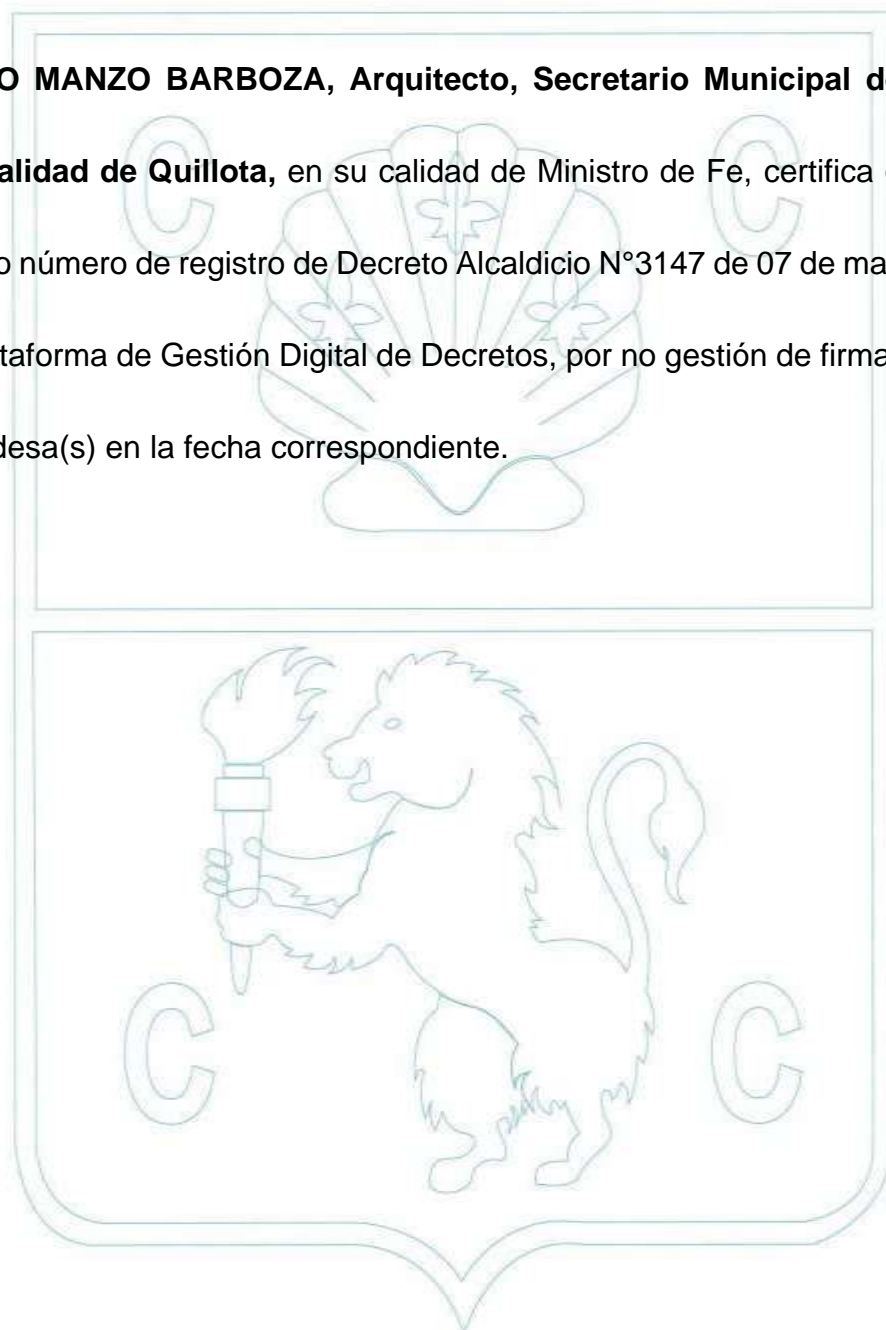 O MANZO BARBOZA, Arquitecto, Secretario Municipal d
alidad de Quillota, en su calidad de Ministro de Fe, certifica
o número de registro de Decreto Alcaldicio N°3147 de 07 de ma
taforma de Gestión Digital de Decretos, por no gestión de firma
desa(s) en la fecha correspondiente.
C C
C C